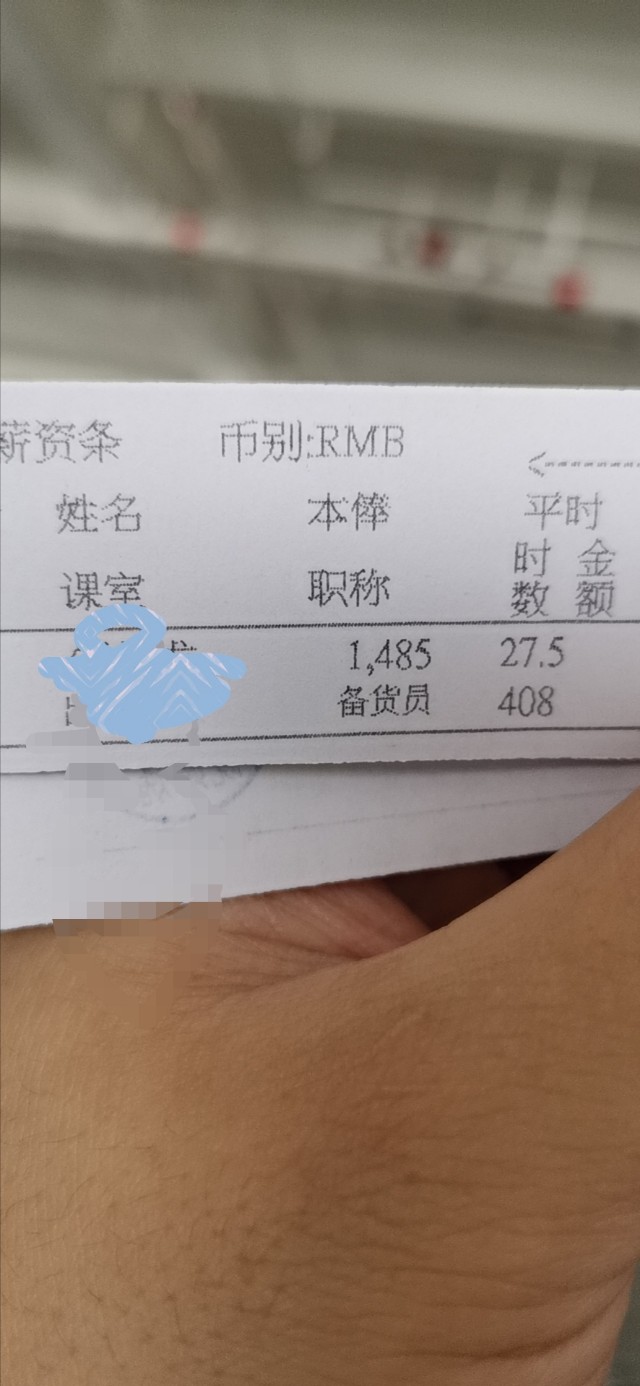 薪资条 币别:RMB
姓名 本俸 平时
课室 职称 时数 金额
1,485 27.5
备货员 408